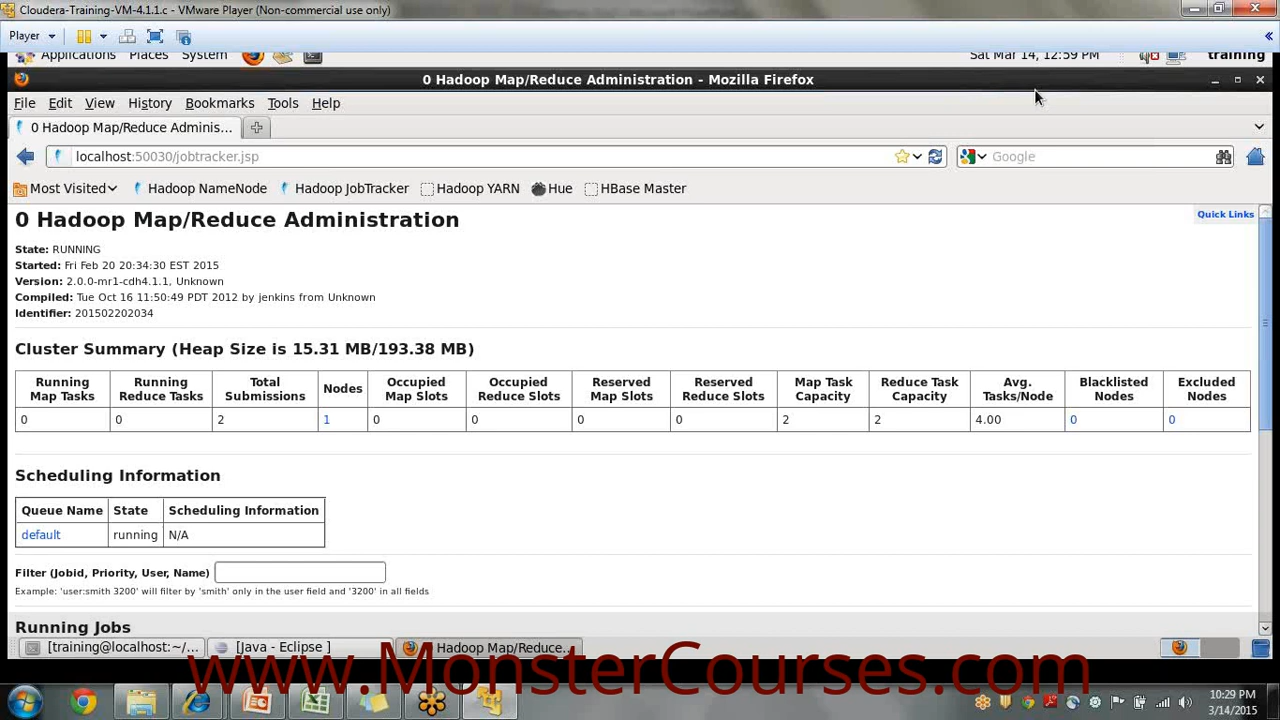 Cloudera-Training-VM-4.1.1.c - VMware Player (Non-commercial use only)
Player
Applications Places System Sat Mar 14, 12:59 PM training
0 Hadoop Map/Reduce Administration - Mozilla Firefox
File Edit View History Bookmarks Tools Help
0 Hadoop Map/Reduce Adminis...
localhost:50030/jobtracker.jsp Google
Most Visited Hadoop NameNode Hadoop JobTracker Hadoop YARN Hue HBase Master
0 Hadoop Map/Reduce Administration
Quick Links
State: RUNNING
Started: Fri Feb 20 20:34:30 EST 2015
Version: 2.0.0-mr1-cdh4.1.1, Unknown
Compiled: Tue Oct 16 11:50:49 PDT 2012 by jenkins from Unknown
Identifier: 201502202034
Cluster Summary (Heap Size is 15.31 MB/193.38 MB)
Running Map Tasks Running Reduce Tasks Total Submissions Nodes Occupied Map Slots Occupied Reduce Slots Reserved Map Slots Reserved Reduce Slots Map Task Capacity Reduce Task Capacity Avg. Tasks/Node Blacklisted Nodes Excluded Nodes
0 0 2 1 0 0 0 0 2 2 4.00 0 0
Scheduling Information
Queue Name State Scheduling Information
default running N/A
Filter (Jobid, Priority, User, Name)
Example: 'user:smith 3200' will filter by 'smith' only in the user field and '3200' in all fields
Running Jobs
[training@localhost:~/... [Java - Eclipse ] Hadoop Map/Reduce...
www.MonsterCourses.com
10:29 PM
3/14/2015